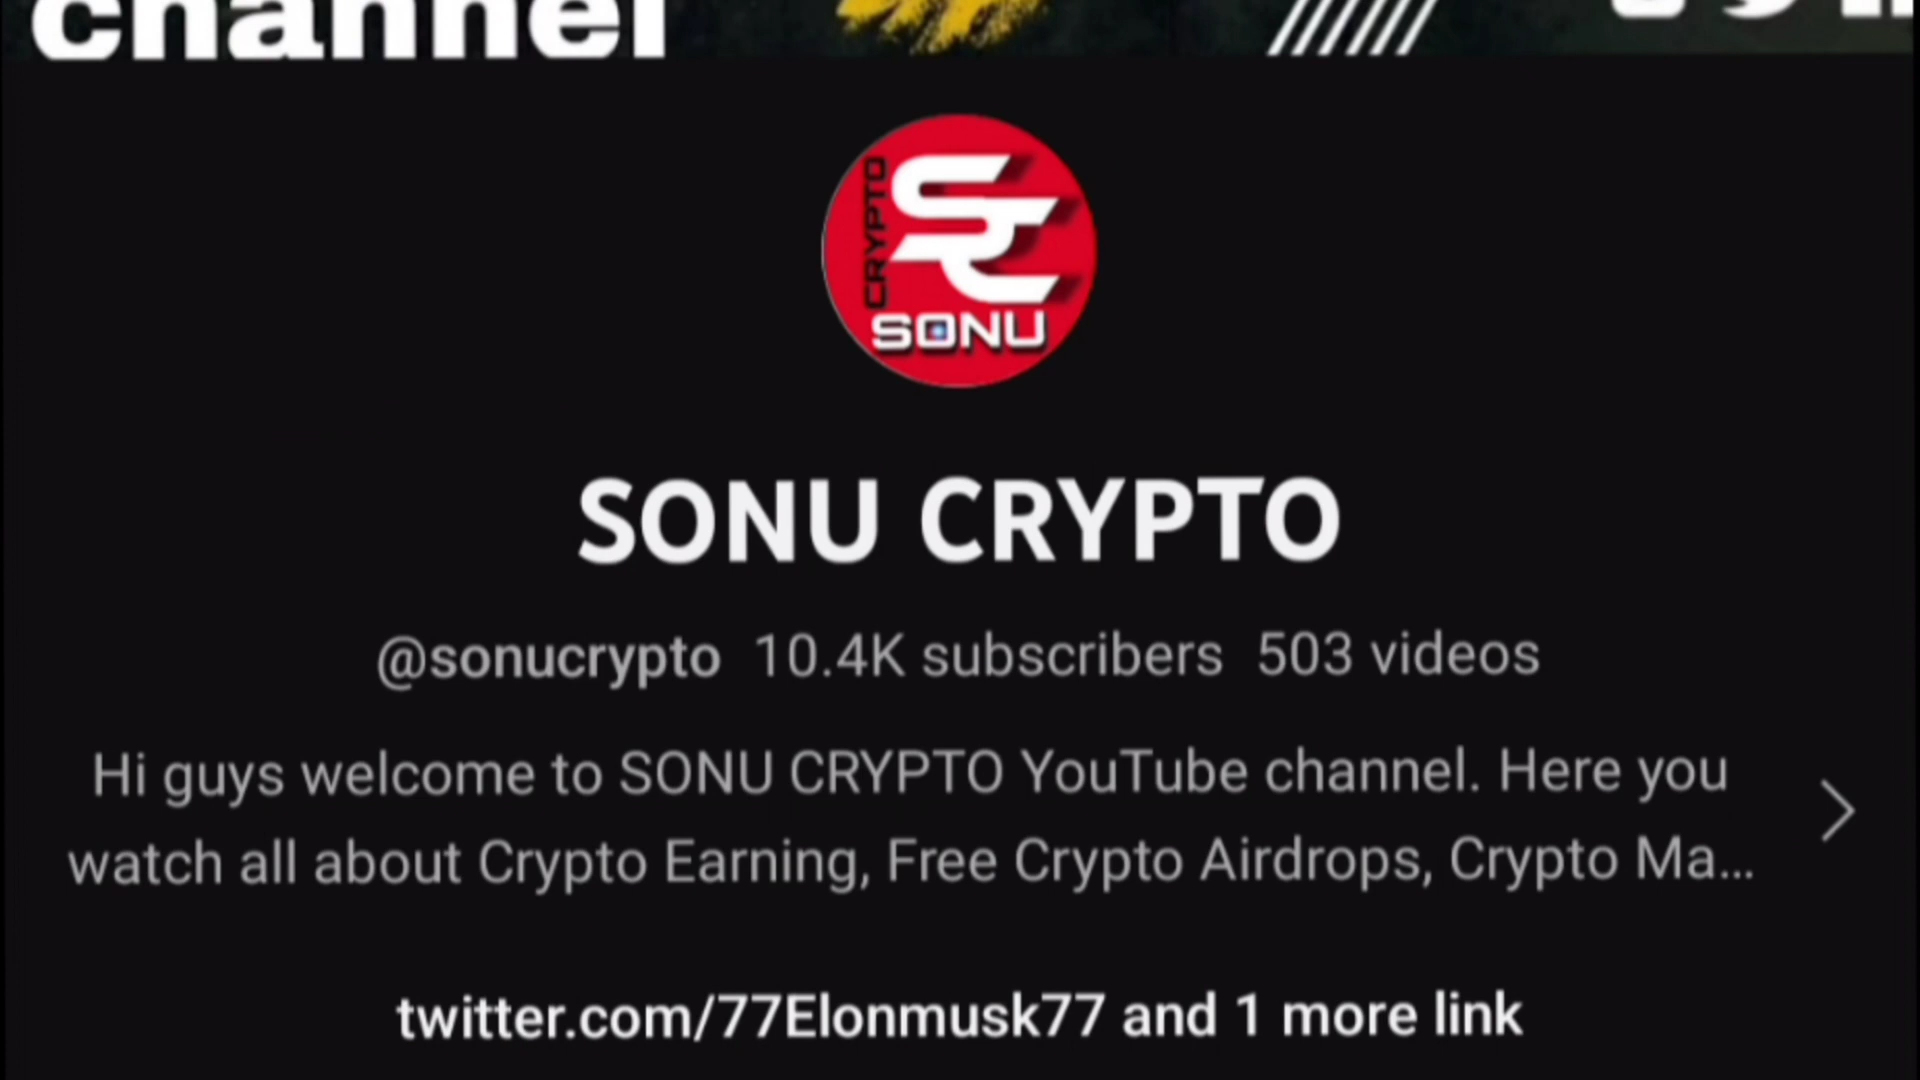 channel
CRYPTO
SC
SONU
SONU CRYPTO
@sonucrypto 10.4K subscribers 503 videos
Hi guys welcome to SONU CRYPTO YouTube channel. Here you
watch all about Crypto Earning, Free Crypto Airdrops, Crypto Ma...
twitter.com/77Elonmusk77 and 1 more link